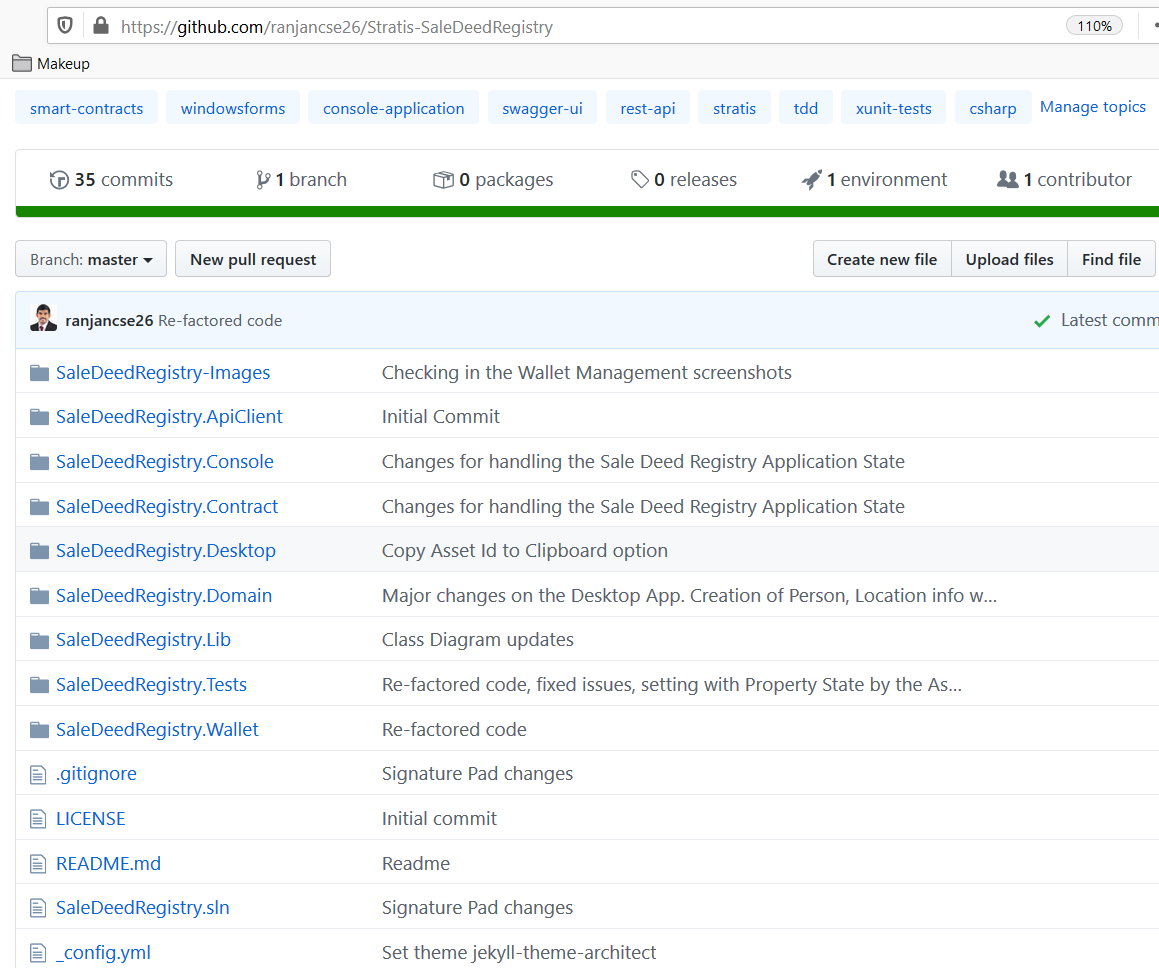 https://github.com/ranjancse26/Stratis-SaleDeedRegistry 110%
Makeup
smart-contracts windowsforms console-application swagger-ui rest-api stratis tdd xunit-tests csharp Manage topics
35 commits 1 branch 0 packages 0 releases 1 environment 1 contributor
Branch: master New pull request Create new file Upload files Find file
ranjancse26 Re-factored code Latest comm
SaleDeedRegistry-Images Checking in the Wallet Management screenshots
SaleDeedRegistry.ApiClient Initial Commit
SaleDeedRegistry.Console Changes for handling the Sale Deed Registry Application State
SaleDeedRegistry.Contract Changes for handling the Sale Deed Registry Application State
SaleDeedRegistry.Desktop Copy Asset Id to Clipboard option
SaleDeedRegistry.Domain Major changes on the Desktop App. Creation of Person, Location info w...
SaleDeedRegistry.Lib Class Diagram updates
SaleDeedRegistry.Tests Re-factored code, fixed issues, setting with Property State by the As...
SaleDeedRegistry.Wallet Re-factored code
.gitignore Signature Pad changes
LICENSE Initial commit
README.md Readme
SaleDeedRegistry.sln Signature Pad changes
_config.yml Set theme jekyll-theme-architect